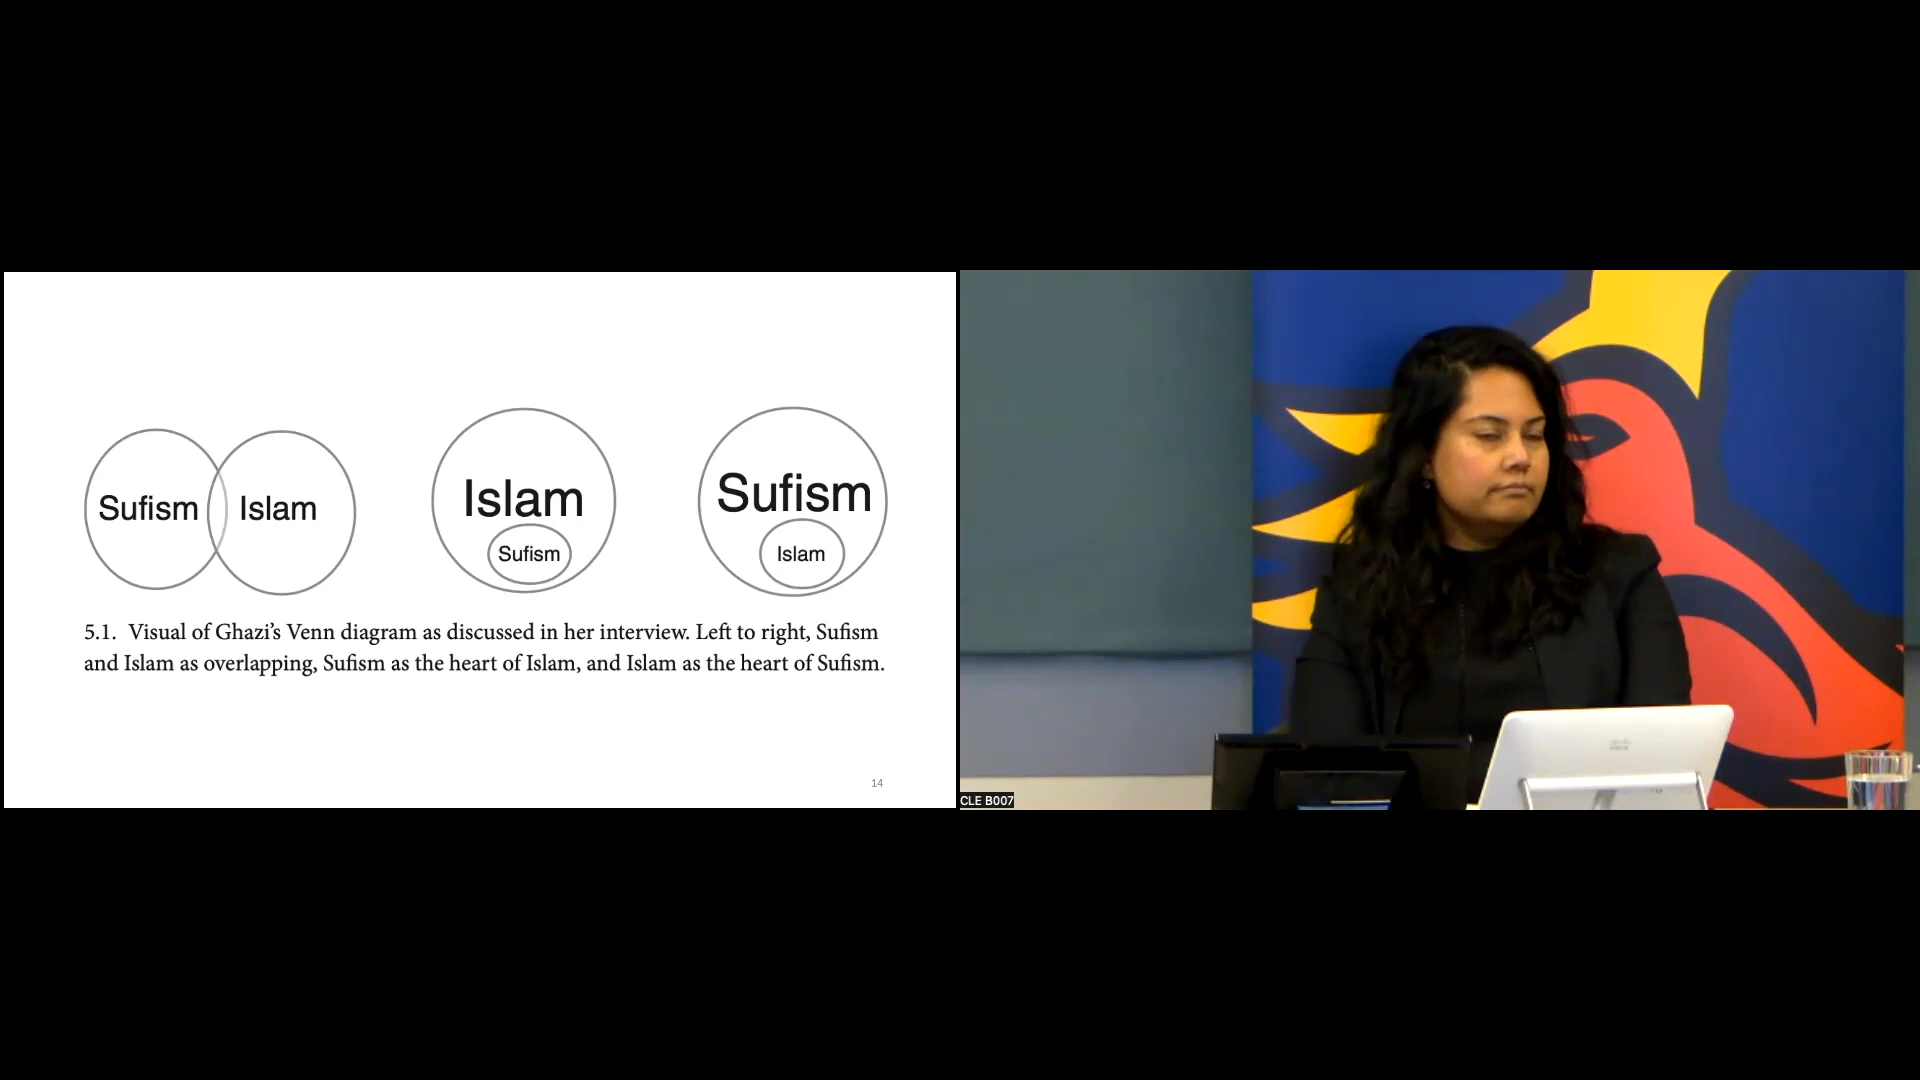 Sufism Islam
Islam
Sufism
Sufism
Islam
5.1. Visual of Ghazi’s Venn diagram as discussed in her interview. Left to right, Sufism
and Islam as overlapping, Sufism as the heart of Islam, and Islam as the heart of Sufism.
14
CLE B007